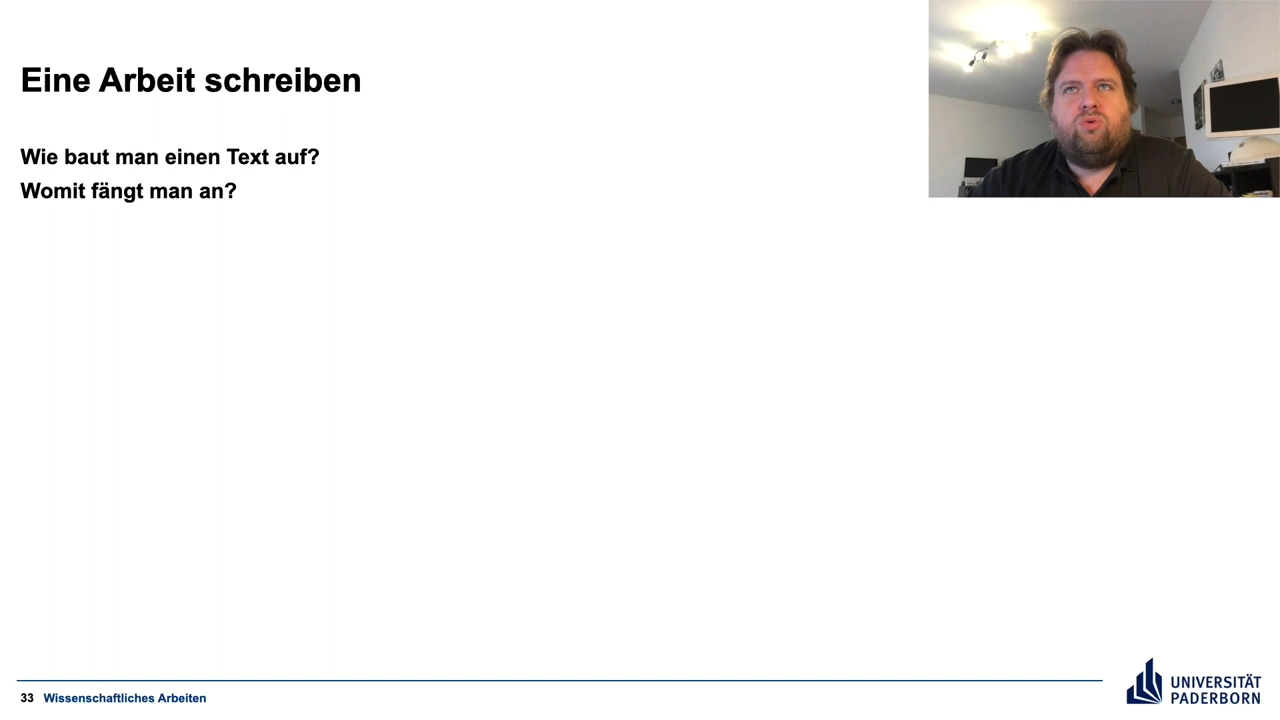 Eine Arbeit schreiben
Wie baut man einen Text auf?
Womit fängt man an?
33 Wissenschaftliches Arbeiten
UNIVERSITÄT
PADERBORN